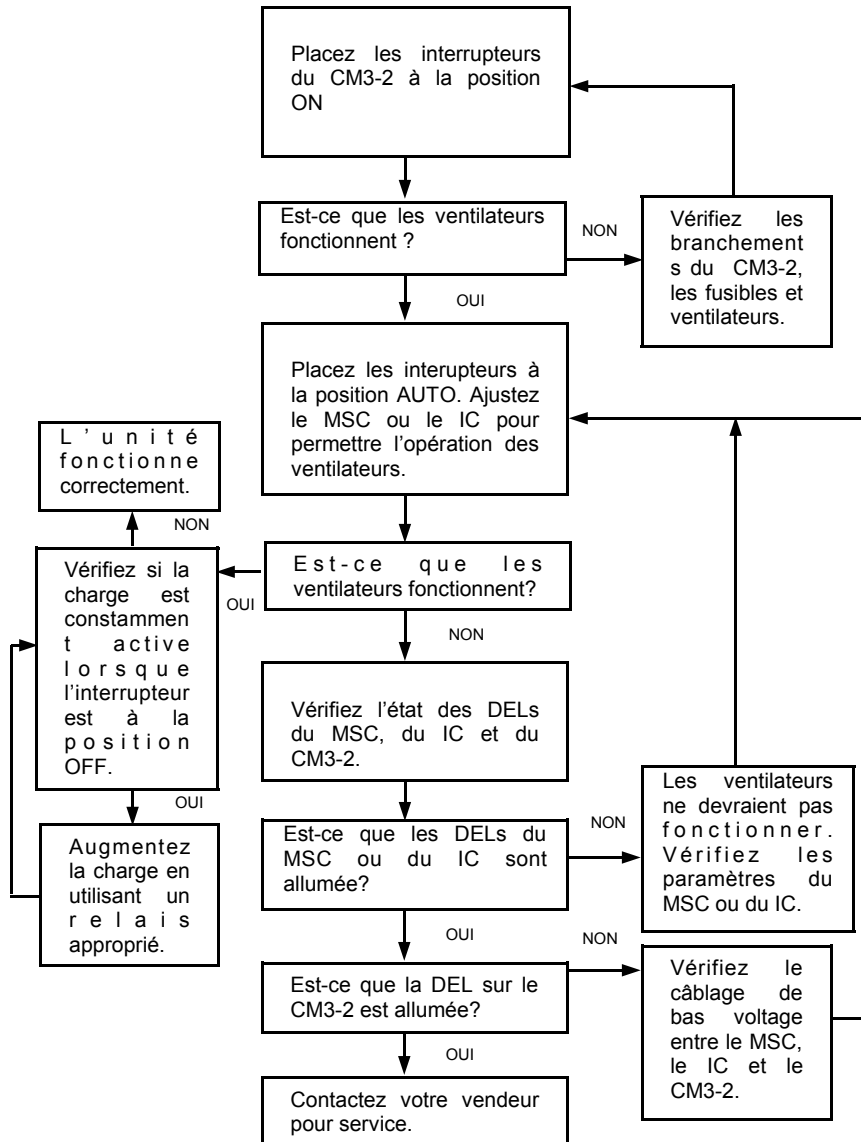 Placez les interrupteurs
du CM3-2 à la position
ON
Est-ce que les ventilateurs
fonctionnent ?
NON
Vérifiez les
branchement
s du CM3-2,
les fusibles et
ventilateurs.
OUI
Placez les interupteurs à
la position AUTO. Ajustez
le MSC ou le IC pour
permettre l'opération des
ventilateurs.
L'unité
fonctionne
correctement.
NON
Est-ce que les
ventilateurs fonctionnent?
OUI
Vérifiez si la
charge est
constammen
t active
lorsque
l'interrupteur
est à la
position
OFF.
NON
OUI
Augmentez
la charge en
utilisant un
relais
approprié.
Vérifiez l'état des DELs
du MSC, du IC et du
CM3-2.
Est-ce que les DELs du
MSC ou du IC sont
allumée?
NON
Les ventilateurs
ne devraient pas
fonctionner.
Vérifiez les
paramètres du
MSC ou du IC.
OUI
Est-ce que la DEL sur le
CM3-2 est allumée?
NON
Vérifiez le
câblage de
bas voltage
entre le MSC,
le IC et le
CM3-2.
OUI
Contactez votre vendeur
pour service.